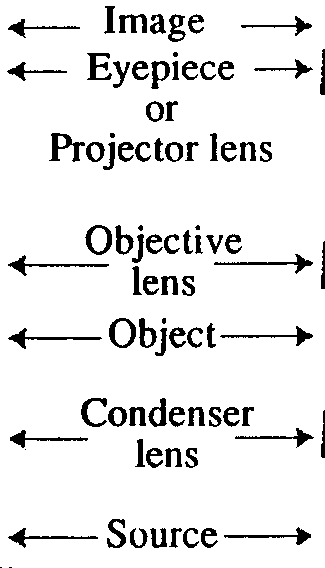 Image
Eyepiece
or
Projector lens
Objective
lens
Object
Condenser
lens
Source